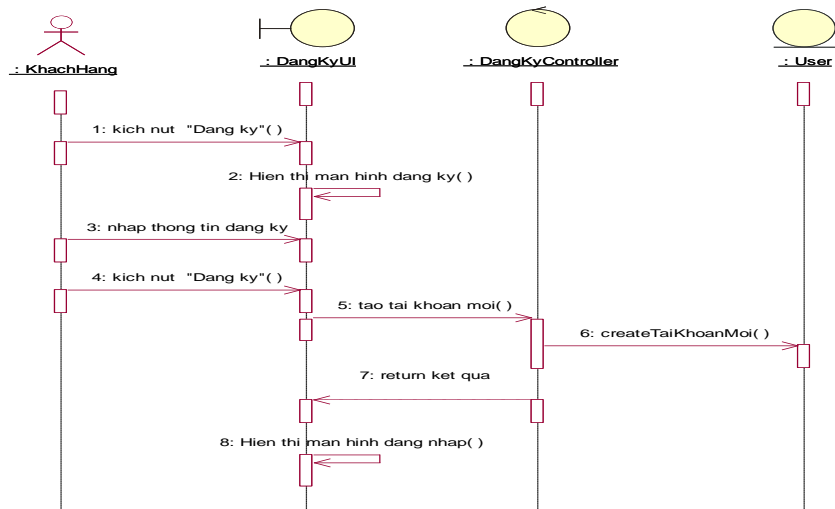 : KhachHang
: DangKyUI
: DangKyController
: User
1: kich nut "Dang ky"( )
2: Hien thi man hinh dang ky( )
3: nhap thong tin dang ky
4: kich nut "Dang ky"( )
5: tao tai khoan moi( )
6: createTaiKhoanMoi( )
7: return ket qua
8: Hien thi man hinh dang nhap( )